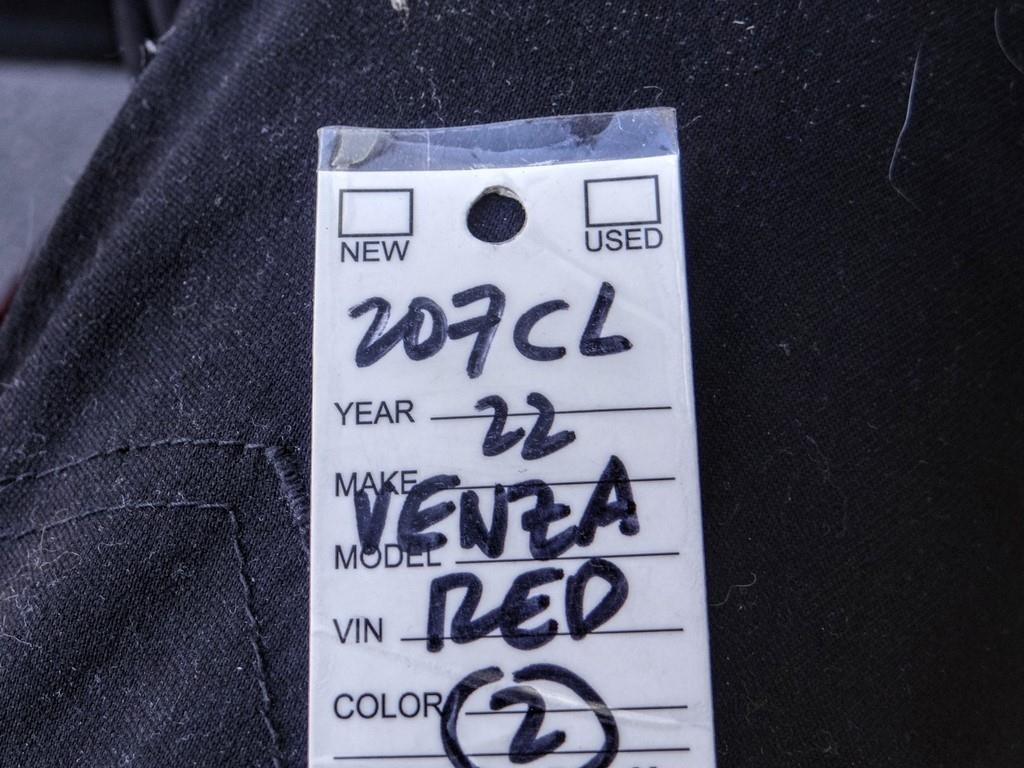 NEW USED
207CL
YEAR 22
MAKE
VENZA
MODEL
RED
VIN
COLOR 2